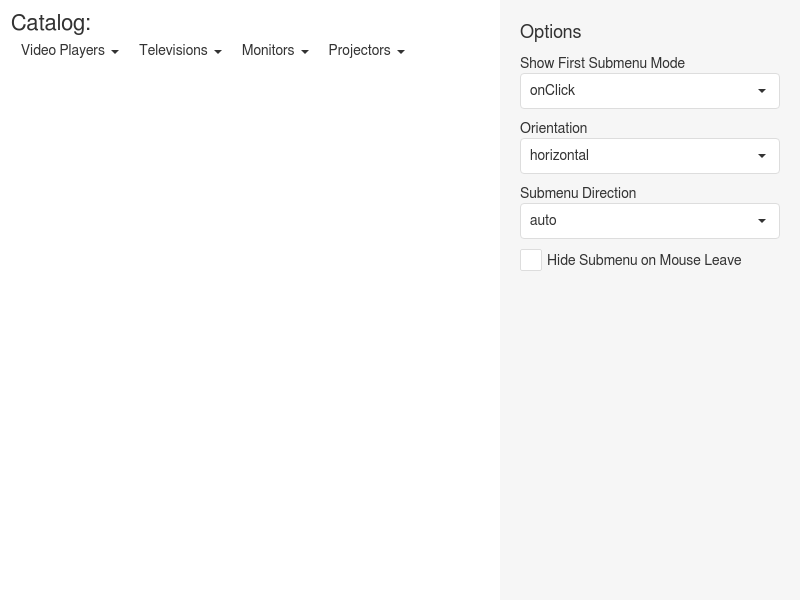 Catalog:
Video Players Televisions Monitors Projectors
Options
Show First Submenu Mode
onClick
Orientation
horizontal
Submenu Direction
auto
Hide Submenu on Mouse Leave